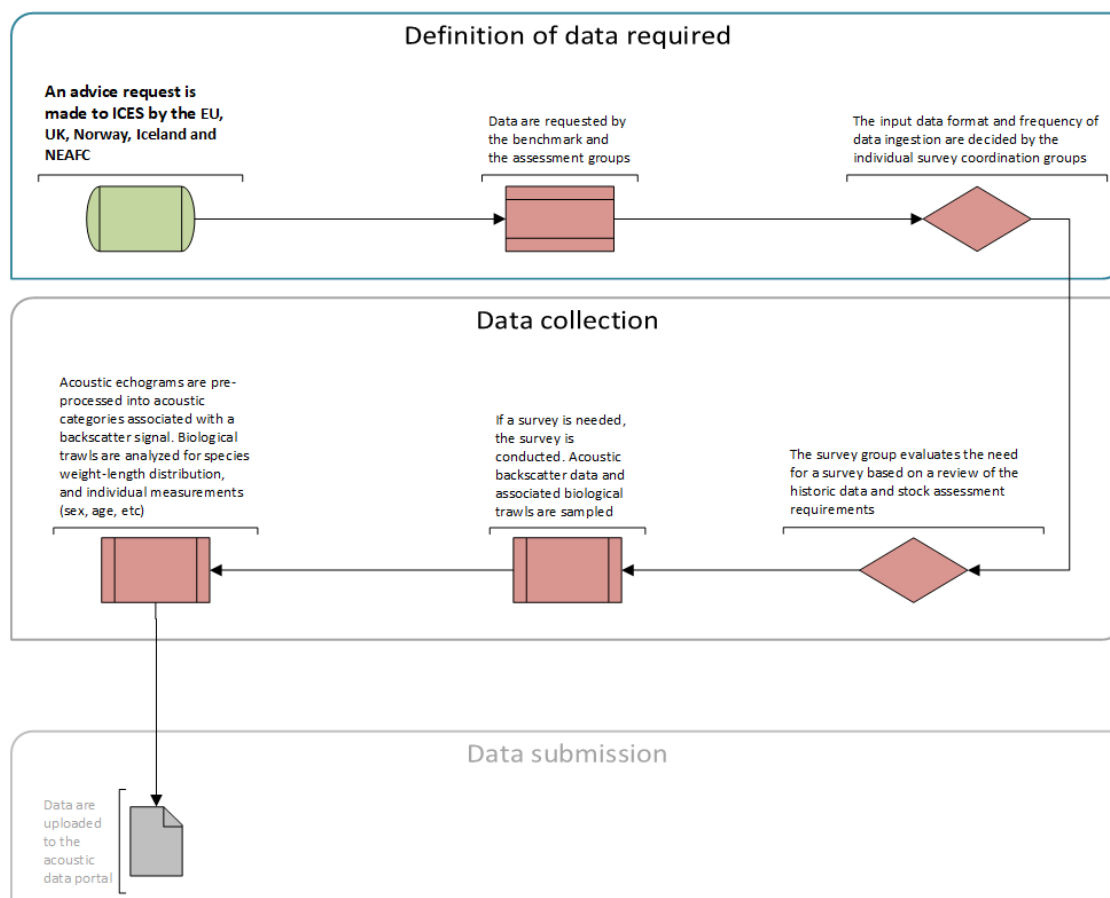 Definition of data required
An advice request is
made to ICES by the EU,
UK, Norway, Iceland and
NEAFC
Data are requested by
the benchmark and
the assessment groups
The input data format and frequency of
data ingestion are decided by the
individual survey coordination groups
Data collection
Acoustic echograms are pre-
processed into acoustic
categories associated with a
backscatter signal. Biological
trawls are analyzed for species
weight-length distribution,
and individual measurements
(sex, age, etc)
If a survey is needed,
the survey is
conducted. Acoustic
backscatter data and
associated biological
trawls are sampled
The survey group evaluates the need
for a survey based on a review of the
historic data and stock assessment
requirements
Data submission
Data are
uploaded
to the
acoustic
data portal